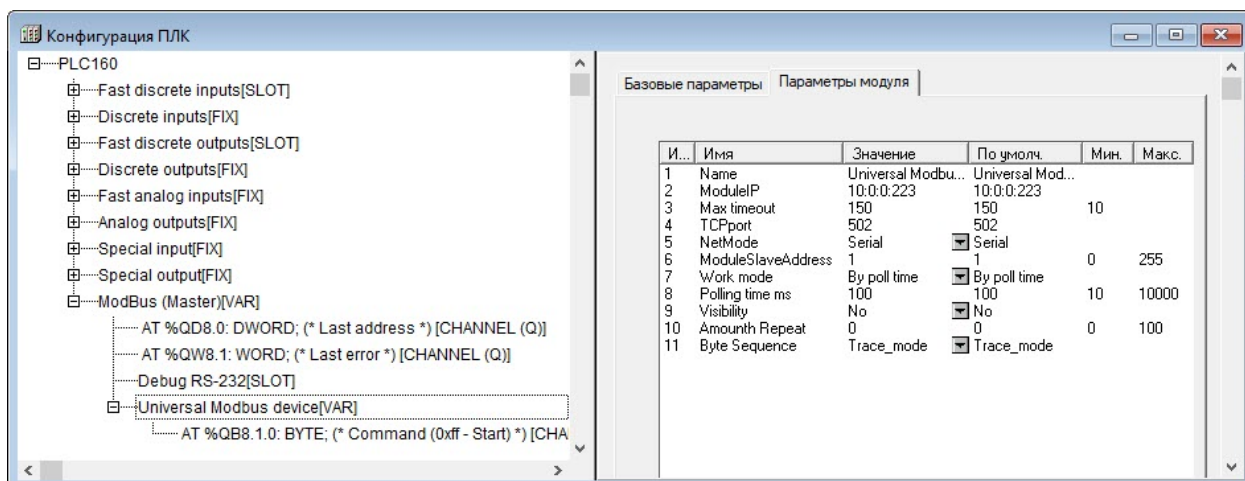 Конфигурация ПЛК
PLC160
Fast discrete inputs[SLOT]
Discrete inputs[FIX]
Fast discrete outputs[SLOT]
Discrete outputs[FIX]
Fast analog inputs[FIX]
Analog outputs[FIX]
Special input[FIX]
Special output[FIX]
ModBus (Master)[VAR]
AT %QD8.0: DWORD; (* Last address *) [CHANNEL (Q)]
AT %QW8.1: WORD; (* Last error *) [CHANNEL (Q)]
Debug RS-232[SLOT]
Universal Modbus device[VAR]
AT %QB8.1.0: BYTE; (* Command (0xff - Start) *) [CHA
Базовые параметры Параметры модуля
И... Имя Значение По умолч. Мин. Макс.
1 Name Universal Modbu... Universal Mod...
2 ModuleIP 10:0:0:223 10:0:0:223
3 Max timeout 150 150 10
4 TCPport 502 502
5 NetMode Serial Serial
6 ModuleSlaveAddress 1 1 0 255
7 Work mode By poll time By poll time
8 Polling time ms 100 100 10 10000
9 Visibility No No
10 Amounth Repeat 0 0 0 100
11 Byte Sequence Trace_mode Trace_mode